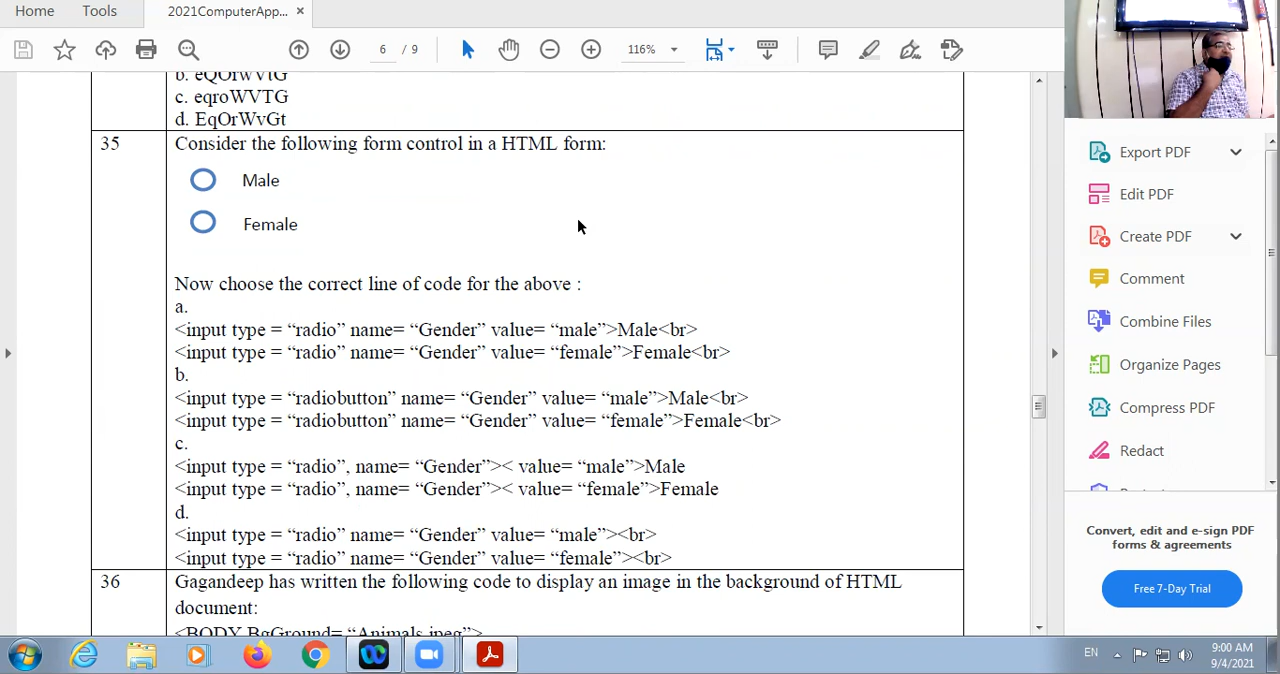 Home Tools 2021ComputerApp... ×
6 / 9 116%
b. eQOrWVtG
c. eqroWVTG
d. EqOrWvGt
35 Consider the following form control in a HTML form:
Male
Female
Now choose the correct line of code for the above :
a.
<input type = “radio” name= “Gender” value= “male”>Male<br>
<input type = “radio” name= “Gender” value= “female”>Female<br>
b.
<input type = “radiobutton” name= “Gender” value= “male”>Male<br>
<input type = “radiobutton” name= “Gender” value= “female”>Female<br>
c.
<input type = “radio”, name= “Gender”>< value= “male”>Male
<input type = “radio”, name= “Gender”>< value= “female”>Female
d.
<input type = “radio” name= “Gender” value= “male”><br>
<input type = “radio” name= “Gender” value= “female”><br>
36 Gagandeep has written the following code to display an image in the background of HTML
document:
<BODY BgGround= “Animals.jpeg”>
Export PDF
Edit PDF
Create PDF
Comment
Combine Files
Organize Pages
Compress PDF
Redact
Convert, edit and e-sign PDF
forms & agreements
Free 7-Day Trial
EN
9:00 AM
9/4/2021